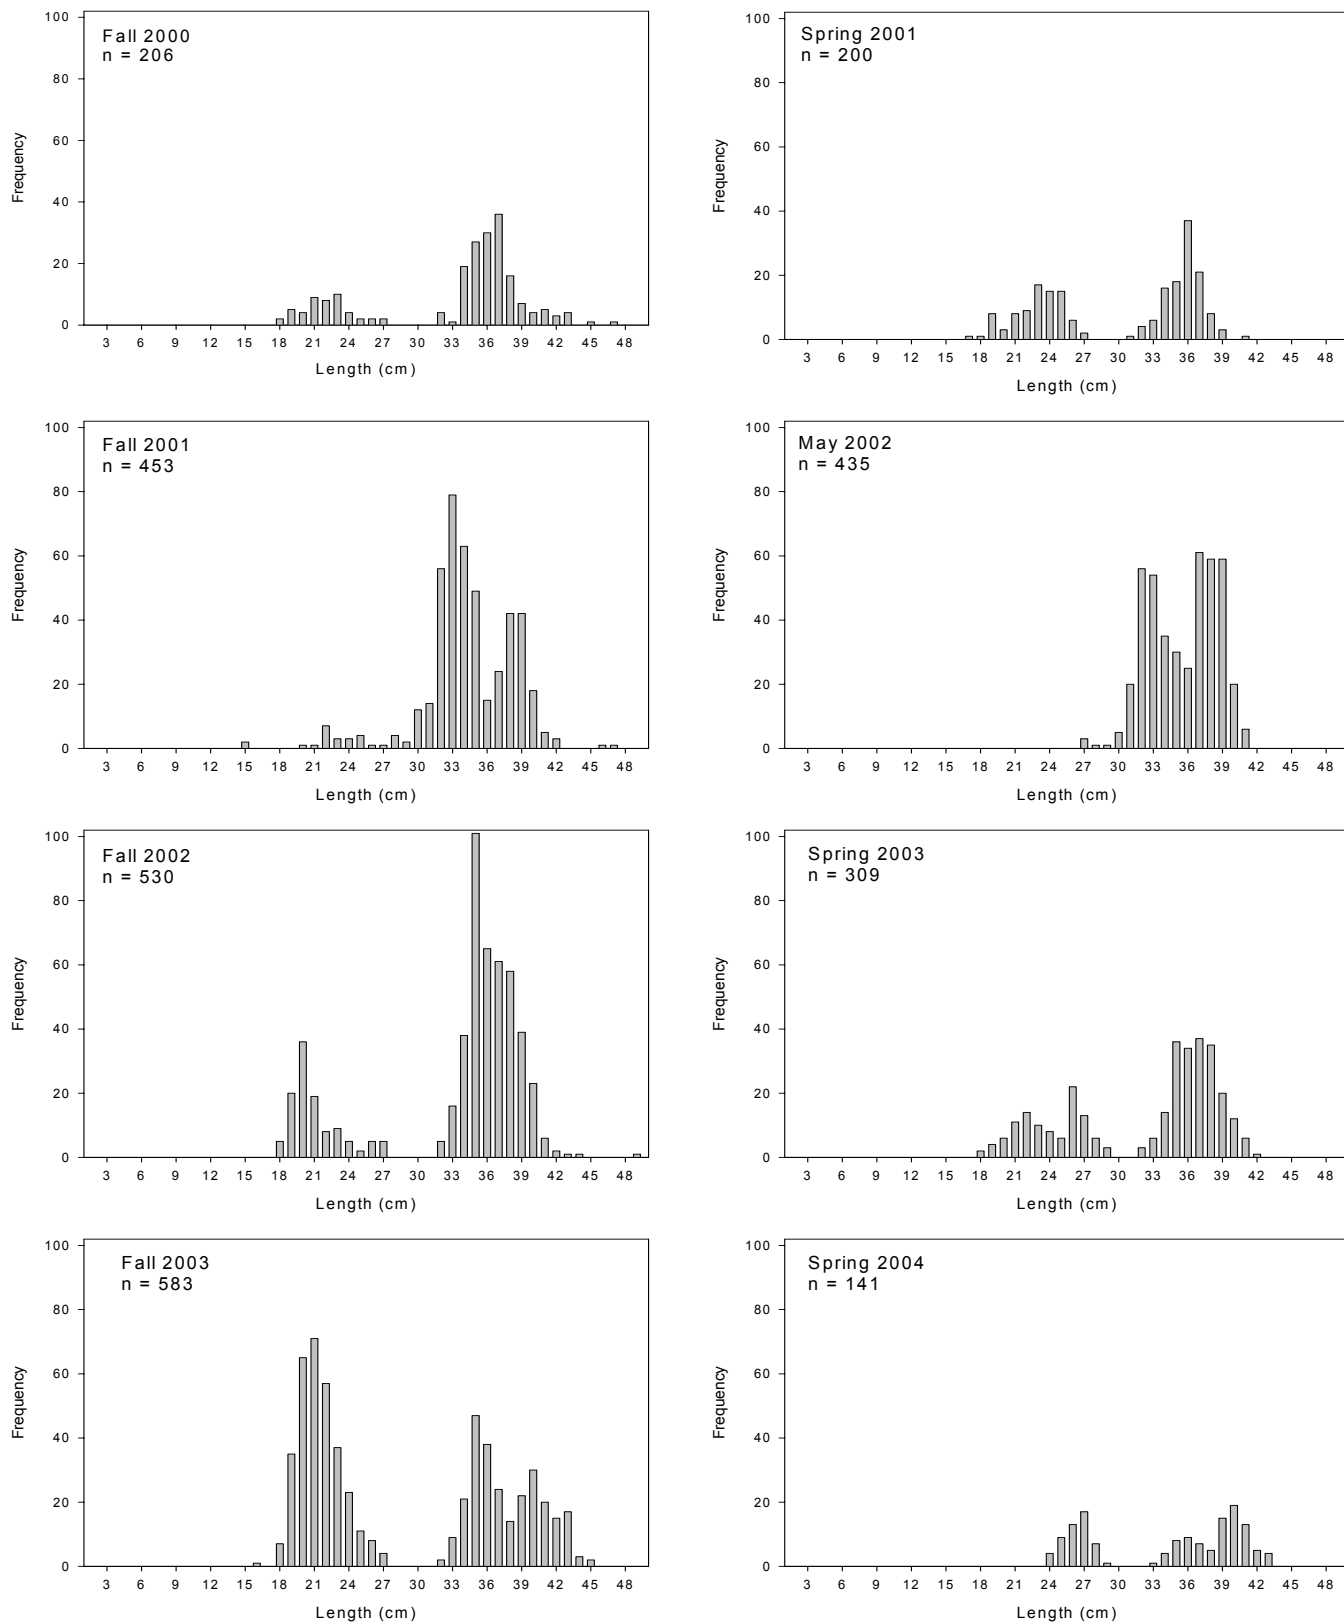 Fall 2000
n = 206
100
80
60
40
20
0
Frequency
3 6 9 12 15 18 21 24 27 30 33 36 39 42 45 48
Length (cm)
Spring 2001
n = 200
100
80
60
40
20
0
Frequency
3 6 9 12 15 18 21 24 27 30 33 36 39 42 45 48
Length (cm)
Fall 2001
n = 453
100
80
60
40
20
0
Frequency
3 6 9 12 15 18 21 24 27 30 33 36 39 42 45 48
Length (cm)
May 2002
n = 435
100
80
60
40
20
0
Frequency
3 6 9 12 15 18 21 24 27 30 33 36 39 42 45 48
Length (cm)
Fall 2002
n = 530
100
80
60
40
20
0
Frequency
3 6 9 12 15 18 21 24 27 30 33 36 39 42 45 48
Length (cm)
Spring 2003
n = 309
100
80
60
40
20
0
Frequency
3 6 9 12 15 18 21 24 27 30 33 36 39 42 45 48
Length (cm)
Fall 2003
n = 583
100
80
60
40
20
0
Frequency
3 6 9 12 15 18 21 24 27 30 33 36 39 42 45 48
Length (cm)
Spring 2004
n = 141
100
80
60
40
20
0
Frequency
3 6 9 12 15 18 21 24 27 30 33 36 39 42 45 48
Length (cm)